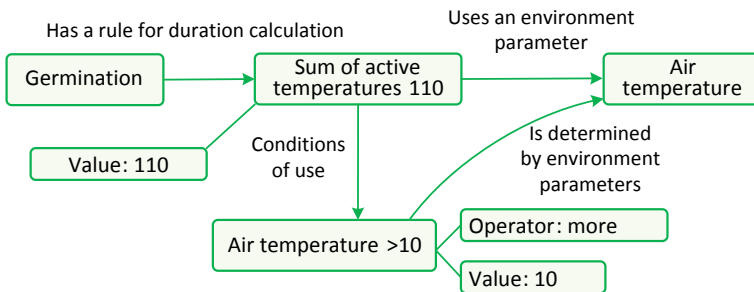 Has a rule for duration calculation
Uses an environment
parameter
Germination
Sum of active
temperatures 110
Air
temperature
Value: 110
Conditions
of use
Is determined
by environment
parameters
Air temperature >10
Operator: more
Value: 10